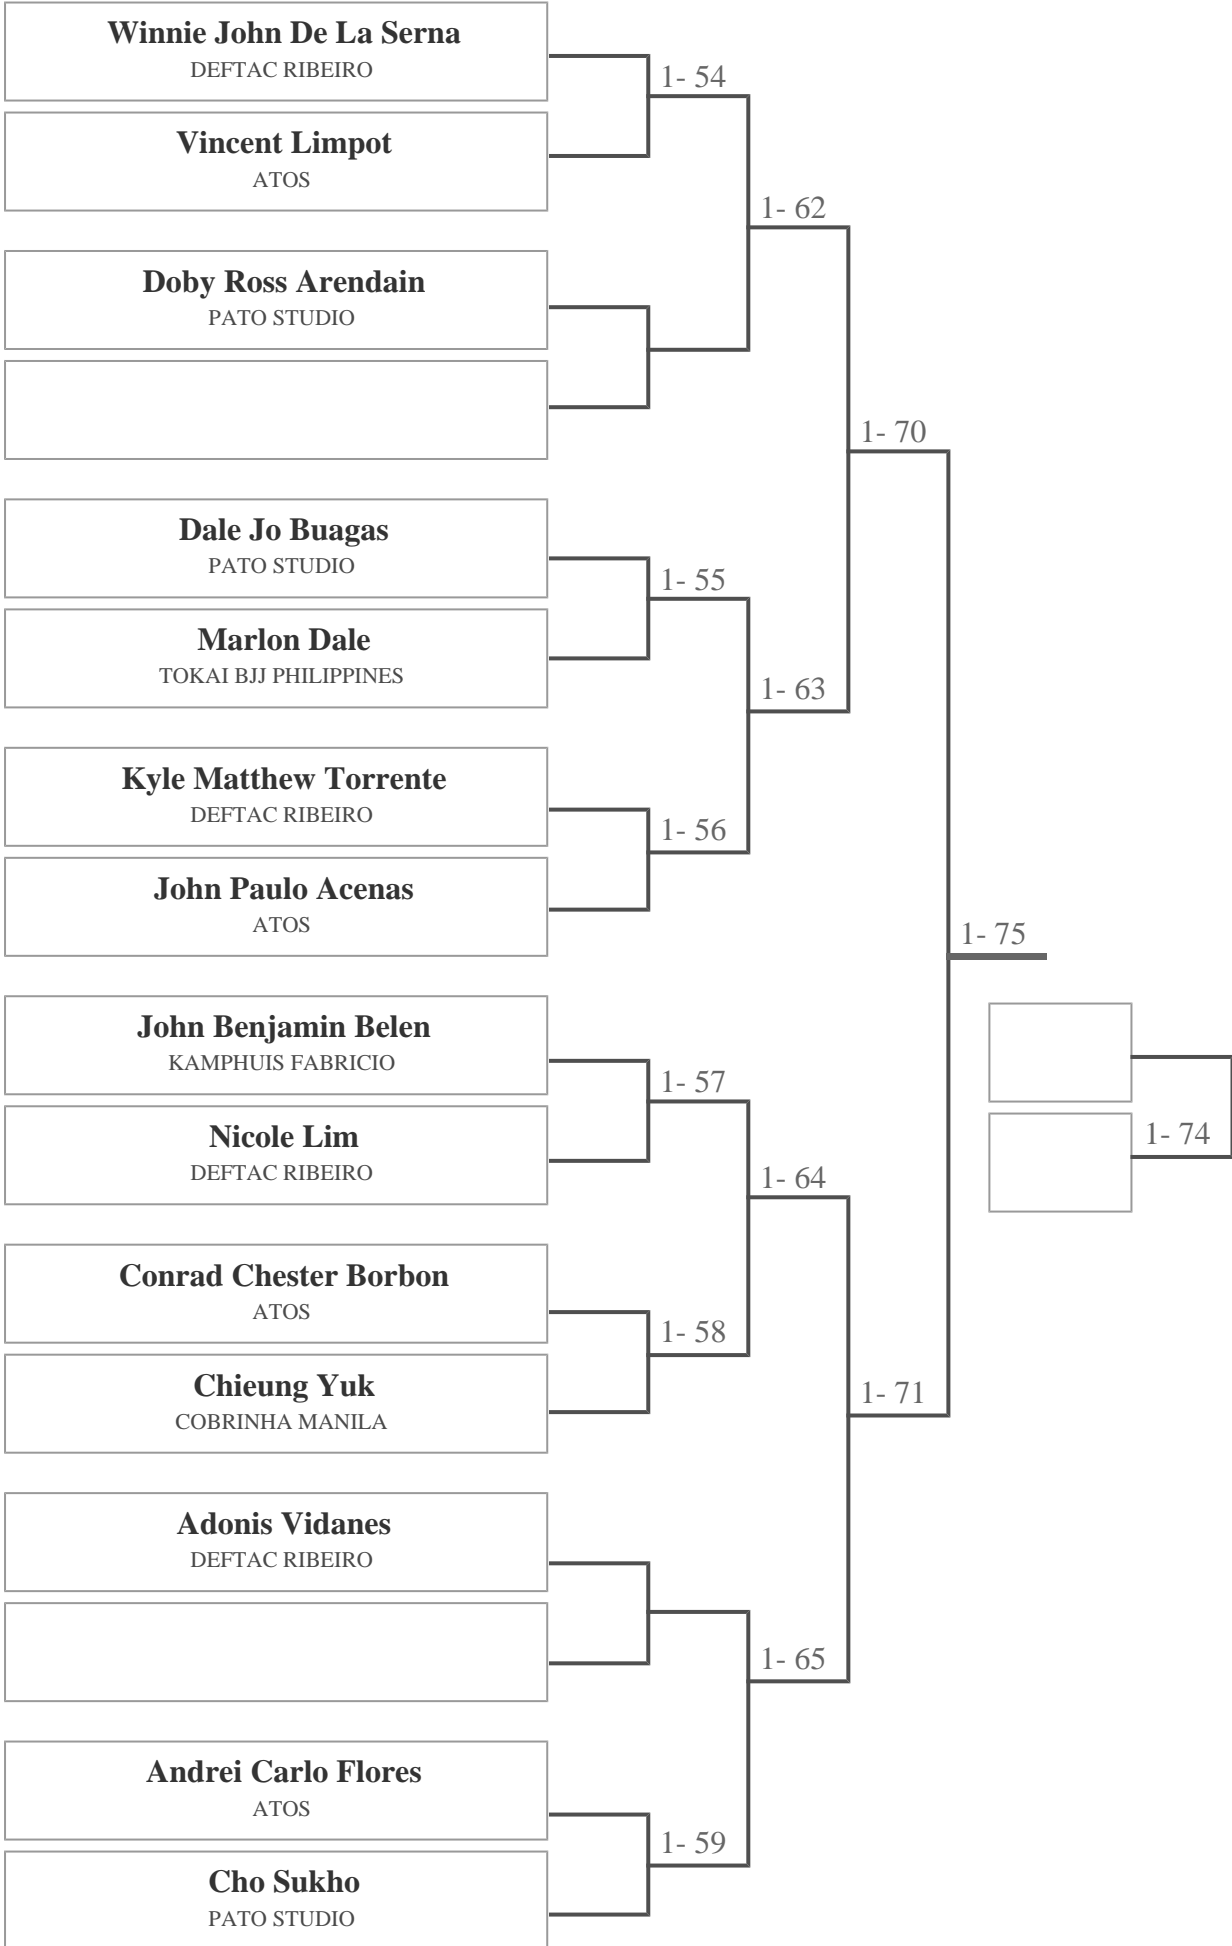 Winnie John De La Serna
DEFTAC RIBEIRO
1- 54
Vincent Limpot
ATOS
1- 62
Doby Ross Arendain
PATO STUDIO
1- 70
Dale Jo Buagas
PATO STUDIO
1- 55
Marlon Dale
TOKAI BJJ PHILIPPINES
1- 63
Kyle Matthew Torrente
DEFTAC RIBEIRO
1- 56
John Paulo Acenas
ATOS
1- 75
John Benjamin Belen
KAMPHUIS FABRICIO
1- 57
Nicole Lim
DEFTAC RIBEIRO
1- 74
1- 64
Conrad Chester Borbon
ATOS
1- 58
Chieung Yuk
COBRINHA MANILA
1- 71
Adonis Vidanes
DEFTAC RIBEIRO
1- 65
Andrei Carlo Flores
ATOS
1- 59
Cho Sukho
PATO STUDIO